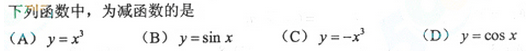 下列函数中，为减函数的是
（A） y = x³ （B） y = sin x （C） y = −x³ （D） y = cos x